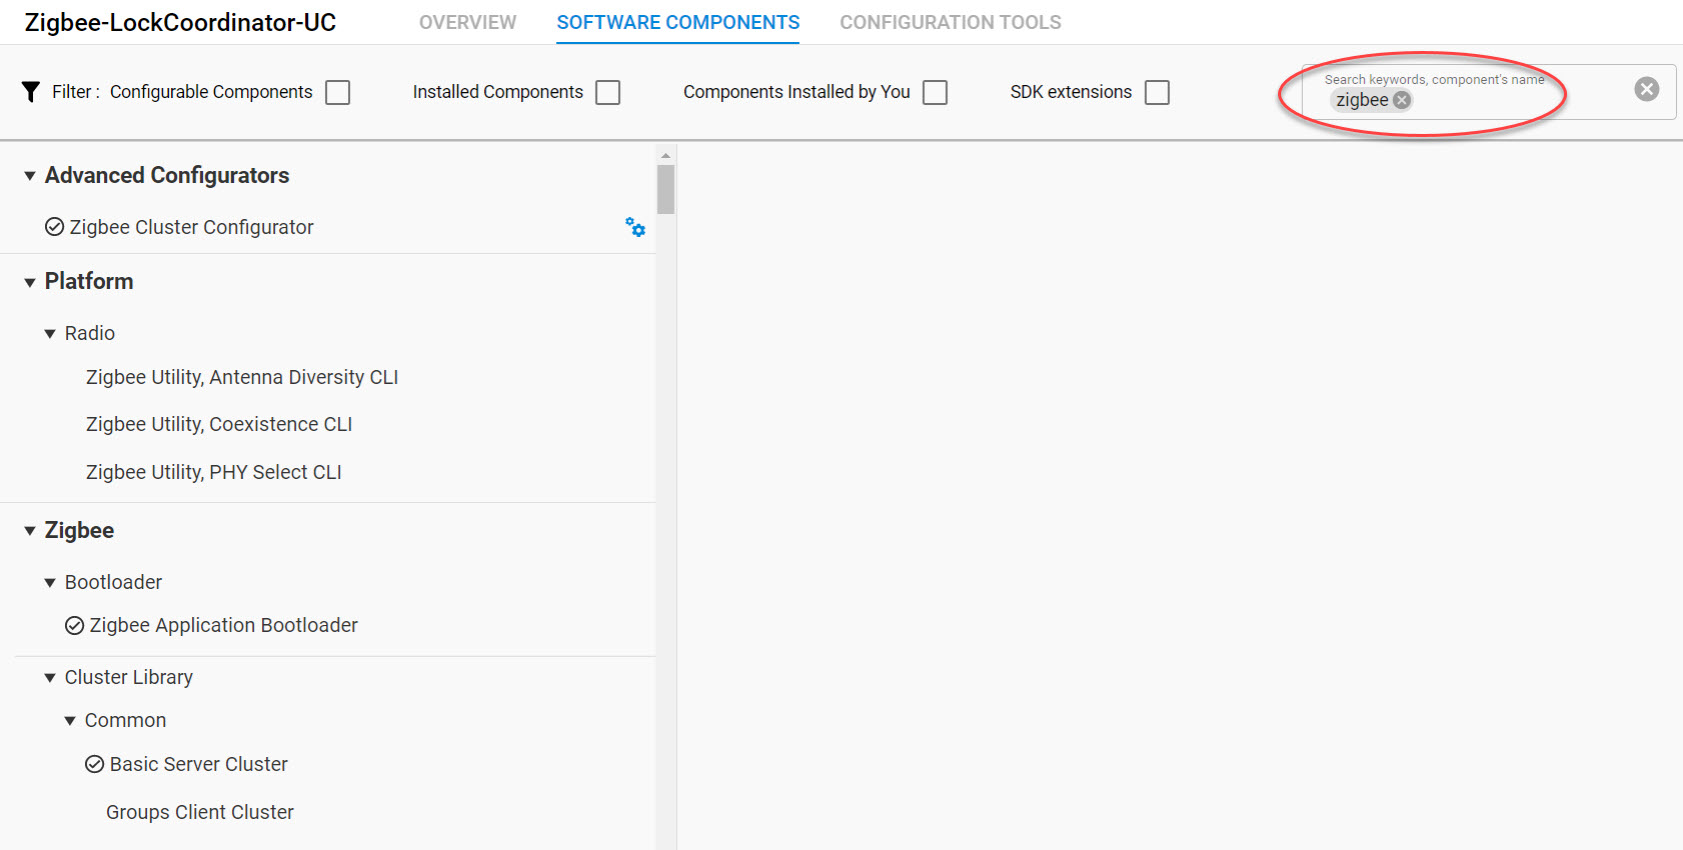 Zigbee-LockCoordinator-UC OVERVIEW SOFTWARE COMPONENTS CONFIGURATION TOOLS
Filter : Configurable Components Installed Components Components Installed by You SDK extensions
Search keywords, component's name
zigbee
Advanced Configurators
Zigbee Cluster Configurator
Platform
Radio
Zigbee Utility, Antenna Diversity CLI
Zigbee Utility, Coexistence CLI
Zigbee Utility, PHY Select CLI
Zigbee
Bootloader
Zigbee Application Bootloader
Cluster Library
Common
Basic Server Cluster
Groups Client Cluster